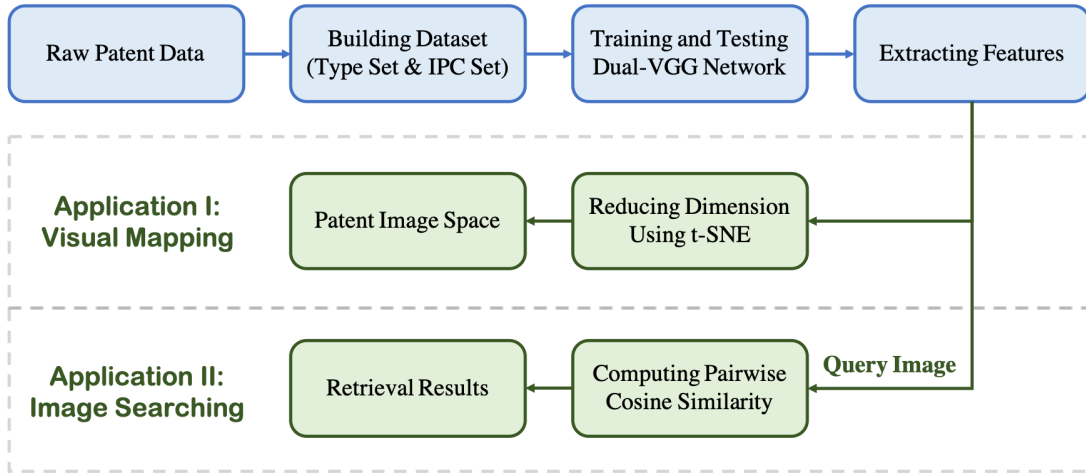 Raw Patent Data
Building Dataset
(Type Set & IPC Set)
Training and Testing
Dual-VGG Network
Extracting Features
Application I:
Visual Mapping
Patent Image Space
Reducing Dimension
Using t-SNE
Application II:
Image Searching
Retrieval Results
Computing Pairwise
Cosine Similarity
Query Image